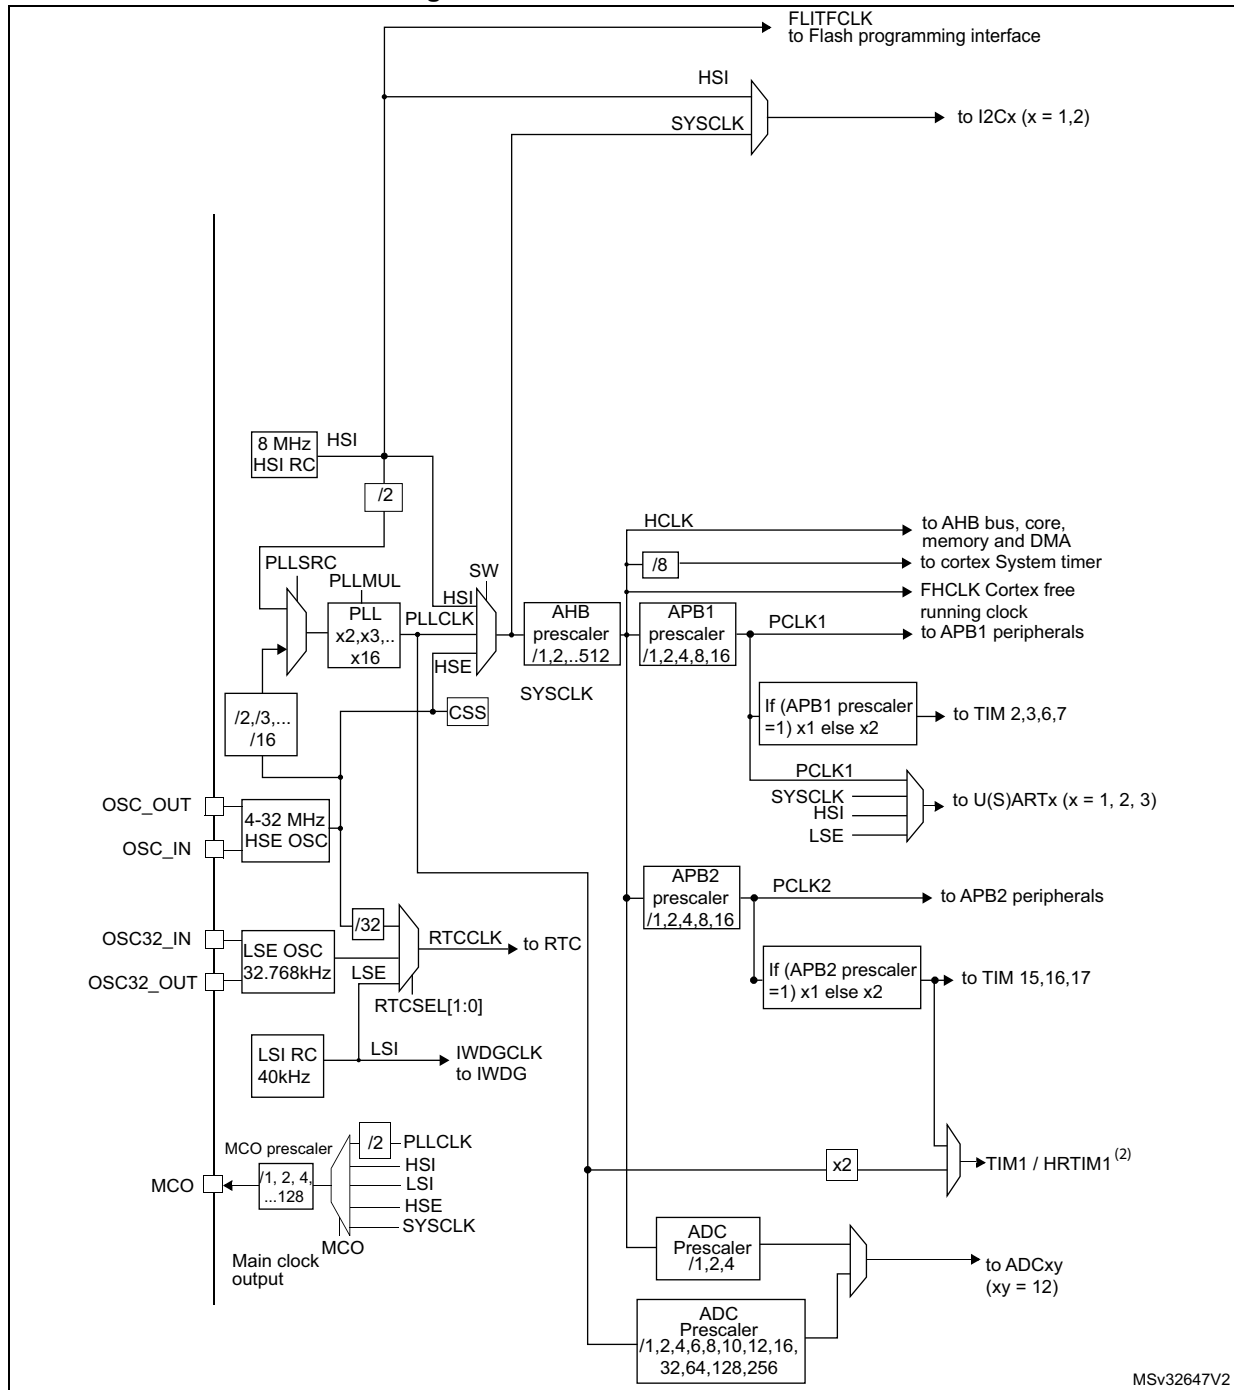 FLITFCLK
to Flash programming interface
HSI
to I2Cx (x = 1,2)
SYSCLK
8 MHz
HSI RC
HSI
/2
HCLK
to AHB bus, core,
memory and DMA
/8
to cortex System timer
FHCLK Cortex free
running clock
PLLSRC
PLLMUL
SW
PLL
x2,x3,..
x16
HSI
PLLCLK
HSE
AHB
prescaler
/1,2,..512
APB1
prescaler
/1,2,4,8,16
PCLK1
to APB1 peripherals
SYSCLK
CSS
/2,/3,...
/16
If (APB1 prescaler
=1) x1 else x2
to TIM 2,3,6,7
PCLK1
SYSCLK
HSI
LSE
to U(S)ARTx (x = 1, 2, 3)
OSC_OUT
OSC_IN
4-32 MHz
HSE OSC
APB2
prescaler
/1,2,4,8,16
PCLK2
to APB2 peripherals
/32
OSC32_IN
OSC32_OUT
LSE OSC
32.768kHz
LSE
RTCCLK
to RTC
RTCSEL[1:0]
If (APB2 prescaler
=1) x1 else x2
to TIM 15,16,17
LSI RC
40kHz
LSI
IWDGCLK
to IWDG
MCO prescaler
/1, 2, 4,
...128
MCO
/2
PLLCLK
HSI
LSI
HSE
SYSCLK
MCO
Main clock
output
x2
TIM1 / HRTIM1 (2)
ADC
Prescaler
/1,2,4
to ADCxy
(xy = 12)
ADC
Prescaler
/1,2,4,6,8,10,12,16,
32,64,128,256
MSv32647V2